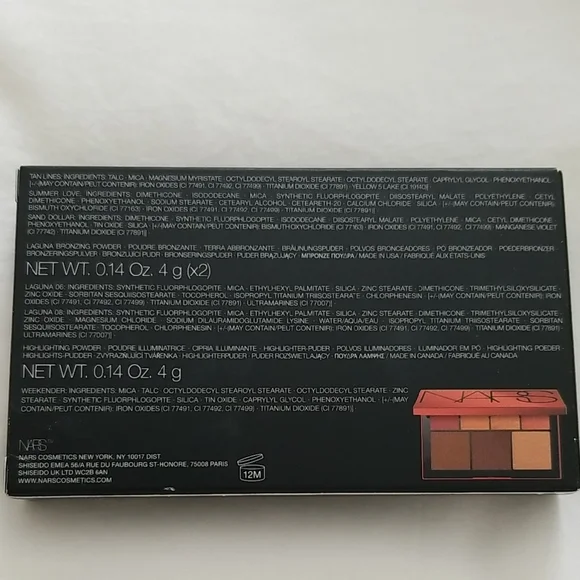 TAN LINES: INGREDIENTS: TALC · MICA · MAGNESIUM MYRISTATE · OCTYLDODECYL STEAROYL STEARATE · OCTYLDODECYL STEARATE · CAPRYLYL GLYCOL · PHENOXYETHANOL ·
[+/-(MAY CONTAIN/PEUT CONTENIR): IRON OXIDES (CI 77491, CI 77492, CI 77499) · TITANIUM DIOXIDE (CI 77891) · YELLOW 5 LAKE (CI 19140)]
SUMMER LOVE: INGREDIENTS: DIMETHICONE · ISODODECANE · MICA · SYNTHETIC FLUORPHLOGOPITE · DIISOSTEARYL MALATE · POLYETHYLENE · CETYL
DIMETHICONE · PHENOXYETHANOL · SODIUM STEARATE · CETEARYL ALCOHOL · CETEARETH-20 · CALCIUM CHLORIDE · SILICA · [+/-(MAY CONTAIN/PEUT CONTENIR):
BISMUTH OXYCHLORIDE (CI 77163) · IRON OXIDES (CI 77491, CI 77492, CI 77499) · TITANIUM DIOXIDE (CI 77891)]
SAND DOLLAR: INGREDIENTS: DIMETHICONE · SYNTHETIC FLUORPHLOGOPITE · ISODODECANE · DIISOSTEARYL MALATE · POLYETHYLENE · MICA · CETYL DIMETHICONE
· PHENOXYETHANOL · TIN OXIDE · SILICA · [+/-(MAY CONTAIN/PEUT CONTENIR): BISMUTH OXYCHLORIDE (CI 77163) · IRON OXIDES (CI 77491, CI 77492, CI 77499) · MANGANESE VIOLET
(CI 77742) · TITANIUM DIOXIDE (CI 77891)]
LAGUNA BRONZING POWDER · POUDRE BRONZANTE · TERRA ABBRONZANTE · BRÄUNUNGSPUDER · POLVOS BRONCEADORES · PÓ BRONZEADOR · POEDERBRONZER
· BRONZERINGSPULVER · BRONZUJÍCÍ PUDR · BRONSERINGSPUDDER · PUDER BRĄZUJĄCY · ΜΠΡΟΝΖΕ ΠΟΥΔΡΑ / MADE IN USA / FABRIQUÉ AUX ÉTATS-UNIS
NET WT. 0.14 Oz. 4 g (x2)
LAGUNA 06: INGREDIENTS: SYNTHETIC FLUORPHLOGOPITE · MICA · ETHYLHEXYL PALMITATE · SILICA · ZINC STEARATE · DIMETHICONE · TRIMETHYLSILOXYSILICATE
· ZINC OXIDE · SORBITAN SESQUIISOSTEARATE · TOCOPHEROL · ISOPROPYL TITANIUM TRIISOSTEARATE · CHLORPHENESIN · [+/-(MAY CONTAIN/PEUT CONTENIR): IRON OXIDES
(CI 77491, CI 77492, CI 77499) · TITANIUM DIOXIDE (CI 77891) · ULTRAMARINES (CI 77007)]
LAGUNA 08: INGREDIENTS: SYNTHETIC FLUORPHLOGOPITE · MICA · ETHYLHEXYL PALMITATE · SILICA · ZINC STEARATE · DIMETHICONE · TRIMETHYLSILOXYSILICATE
· ZINC OXIDE · MAGNESIUM CHLORIDE · SODIUM DILAURAMIDOGLUTAMIDE LYSINE · WATER/AQUA/EAU · ISOPROPYL TITANIUM TRIISOSTEARATE · SORBITAN
SESQUIISOSTEARATE · TOCOPHEROL · CHLORPHENESIN · [+/-(MAY CONTAIN/PEUT CONTENIR): IRON OXIDES (CI 77491, CI 77492, CI 77499) · TITANIUM DIOXIDE (CI 77891)
· ULTRAMARINES (CI 77007)]
HIGHLIGHTING POWDER · POUDRE ILLUMINATRICE · CIPRIA ILLUMINANTE · HIGHLIGHTER-PUDER · POLVOS ILUMINADORES · LUMINADOR EM PÓ · HIGHLIGHTING POEDER ·
HIGHLIGHTS-PUDDER · ZVÝRAZŇUJÍCÍ TVÁŘENKA · HIGHLIGHTERPUDER · PUDER ROZŚWIETLAJĄCY · ΠΟΥΔΡΑ ΛΑΜΨΗΣ / MADE IN CANADA / FABRIQUÉ AU CANADA
NET WT. 0.14 Oz. 4 g
WEEKENDER: INGREDIENTS: MICA · TALC · OCTYLDODECYL STEAROYL STEARATE · OCTYLDODECYL STEARATE · ZINC
STEARATE · SYNTHETIC FLUORPHLOGOPITE · SILICA · TIN OXIDE · CAPRYLYL GLYCOL · PHENOXYETHANOL · [+/-(MAY
CONTAIN/PEUT CONTENIR): IRON OXIDES (CI 77491, CI 77492, CI 77499) · TITANIUM DIOXIDE (CI 77891)]
NARS
NARS
NARS COSMETICS NEW YORK, NY 10017 DIST
SHISEIDO EMEA 56/A RUE DU FAUBOURG ST-HONORE, 75008 PARIS
SHISEIDO UK LTD WC2B 6AN
WWW.NARSCOSMETICS.COM
12M